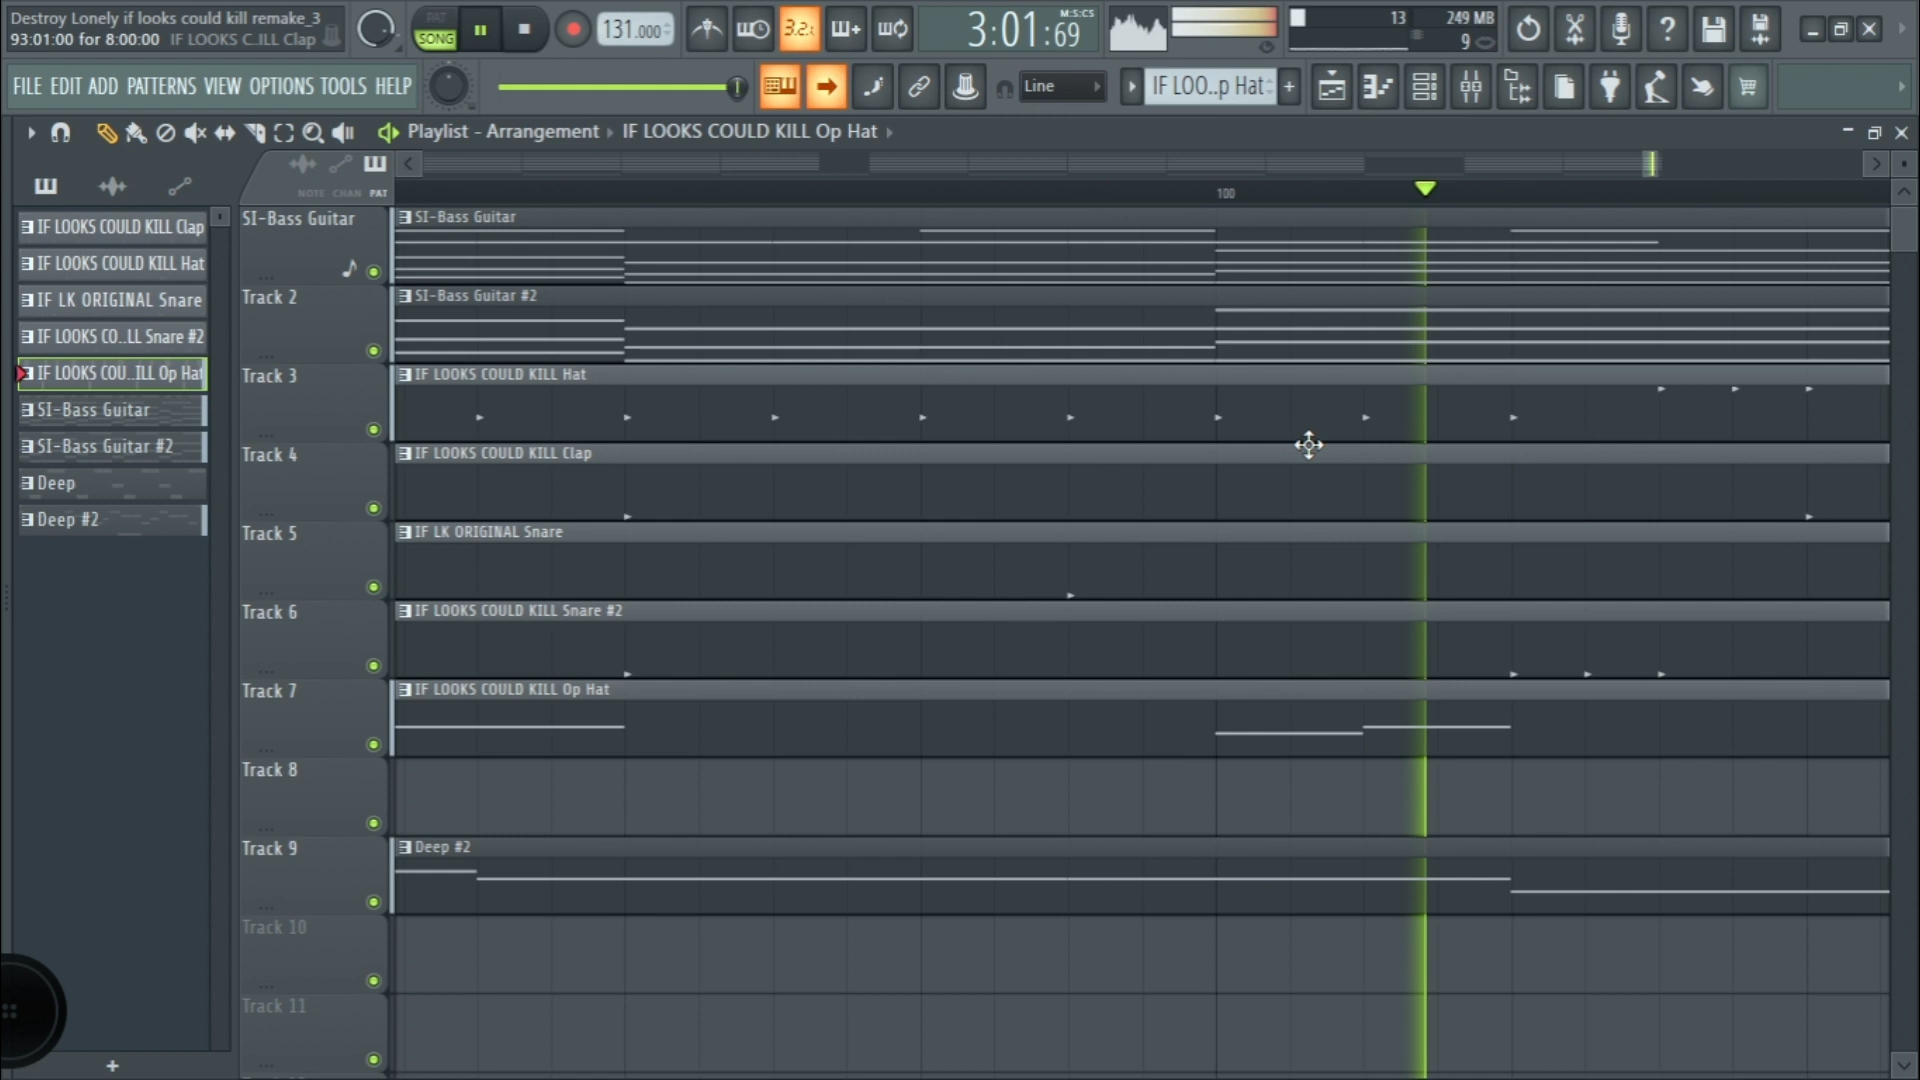 Destroy Lonely if looks could kill remake_3
93:01:00 for 8:00:00 IF LOOKS C..ILL Clap
PAT
SONG
131.000
3.2:
3:01:69
M:S:CS
13
249 MB
9
FILE EDIT ADD PATTERNS VIEW OPTIONS TOOLS HELP
Line
IF LOO..p Hat
+
Playlist - Arrangement
IF LOOKS COULD KILL Op Hat
NOTE CHAN PAT
100
IF LOOKS COULD KILL Clap
IF LOOKS COULD KILL Hat
IF LK ORIGINAL Snare
IF LOOKS CO..LL Snare #2
IF LOOKS COU..ILL Op Hat
SI-Bass Guitar
SI-Bass Guitar #2
Deep
Deep #2
+
SI-Bass Guitar
SI-Bass Guitar
Track 2
SI-Bass Guitar #2
Track 3
IF LOOKS COULD KILL Hat
Track 4
IF LOOKS COULD KILL Clap
Track 5
IF LK ORIGINAL Snare
Track 6
IF LOOKS COULD KILL Snare #2
Track 7
IF LOOKS COULD KILL Op Hat
Track 8
Track 9
Deep #2
Track 10
Track 11